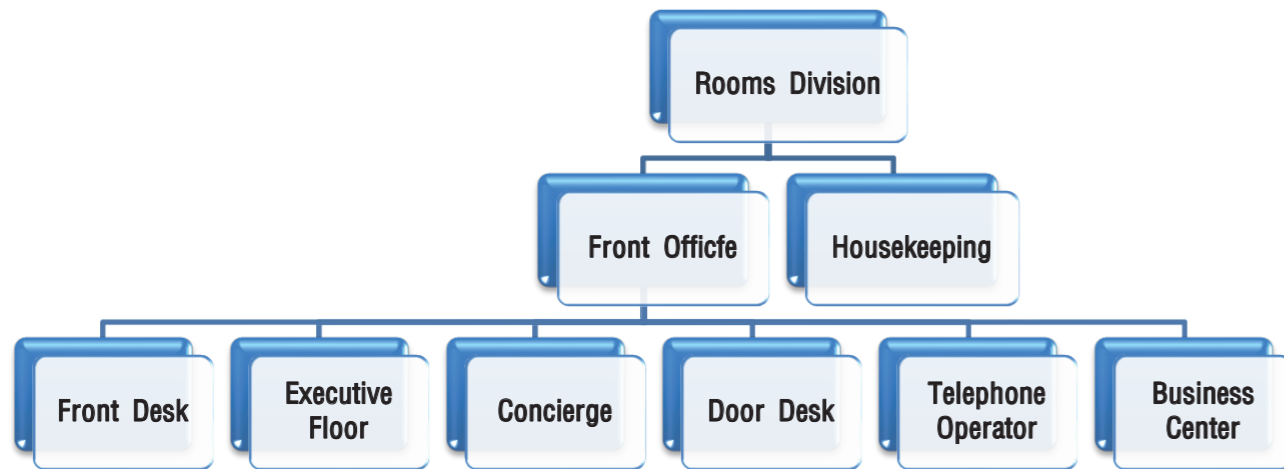 Rooms Division
Front Officfe
Housekeeping
Front Desk
Executive
Floor
Concierge
Door Desk
Telephone
Operator
Business
Center